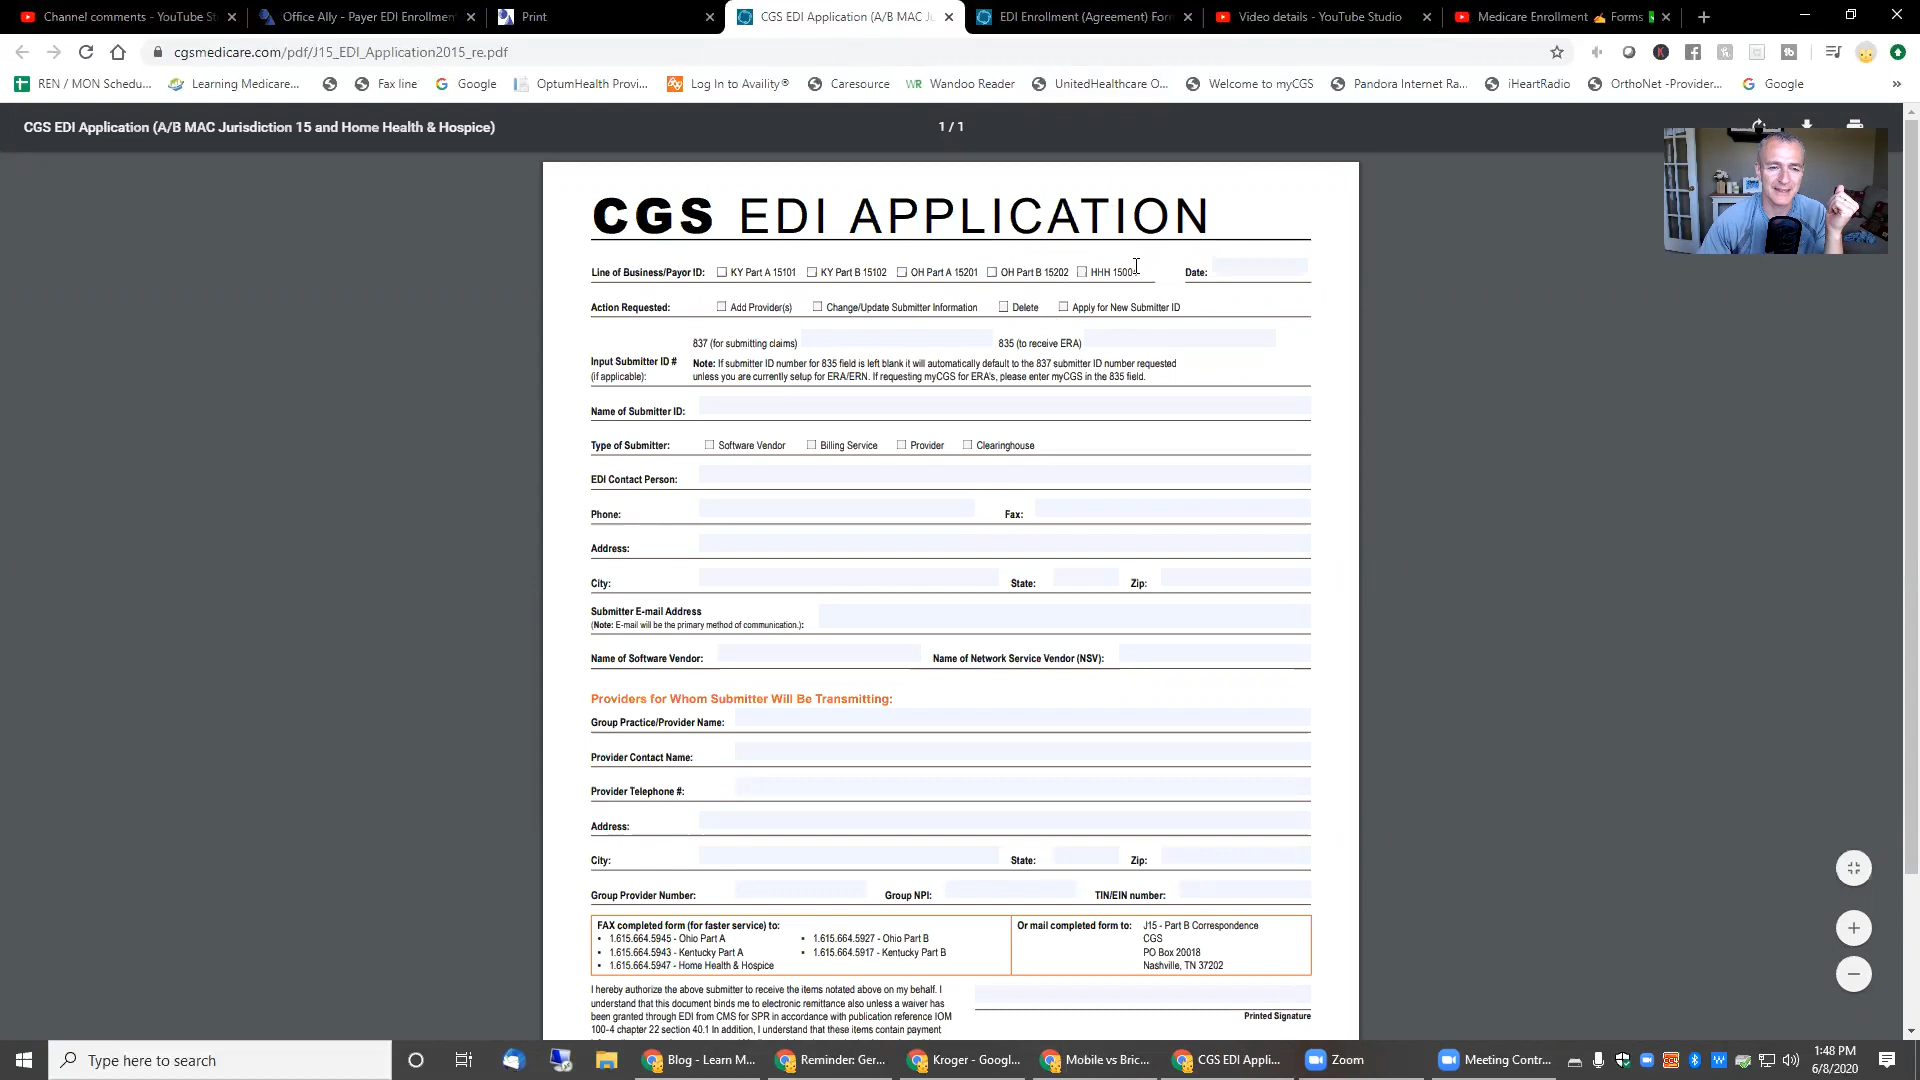 Channel comments - YouTube St
Office Ally - Payer EDI Enrollment
Print
CGS EDI Application (A/B MAC Ju
EDI Enrollment (Agreement) Form
Video details - YouTube Studio
Medicare Enrollment ✍ Forms
cgsmedicare.com/pdf/J15_EDI_Application2015_re.pdf
REN / MON Schedu...
Learning Medicare...
Fax line
Google
OptumHealth Provi...
Log In to Availity®
Caresource
WR Wandoo Reader
UnitedHealthcare O...
Welcome to myCGS
Pandora Internet Ra...
iHeartRadio
OrthoNet -Provider...
Google
»
CGS EDI Application (A/B MAC Jurisdiction 15 and Home Health & Hospice)
1 / 1
CGS EDI APPLICATION
Line of Business/Payor ID: KY Part A 15101 KY Part B 15102 OH Part A 15201 OH Part B 15202 HHH 15004 Date:
Action Requested: Add Provider(s) Change/Update Submitter Information Delete Apply for New Submitter ID
837 (for submitting claims) 835 (to receive ERA)
Input Submitter ID # Note: If submitter ID number for 835 field is left blank it will automatically default to the 837 submitter ID number requested
(if applicable): unless you are currently setup for ERA/ERN. If requesting myCGS for ERA's, please enter myCGS in the 835 field.
Name of Submitter ID:
Type of Submitter: Software Vendor Billing Service Provider Clearinghouse
EDI Contact Person:
Phone: Fax:
Address:
City: State: Zip:
Submitter E-mail Address
(Note: E-mail will be the primary method of communication.):
Name of Software Vendor: Name of Network Service Vendor (NSV):
Providers for Whom Submitter Will Be Transmitting:
Group Practice/Provider Name:
Provider Contact Name:
Provider Telephone #:
Address:
City: State: Zip:
Group Provider Number: Group NPI: TIN/EIN number:
FAX completed form (for faster service) to:
• 1.615.664.5945 - Ohio Part A • 1.615.664.5927 - Ohio Part B
• 1.615.664.5943 - Kentucky Part A • 1.615.664.5917 - Kentucky Part B
• 1.615.664.5947 - Home Health & Hospice
Or mail completed form to: J15 - Part B Correspondence
CGS
PO Box 20018
Nashville, TN 37202
I hereby authorize the above submitter to receive the items notated above on my behalf. I
understand that this document binds me to electronic remittance also unless a waiver has
been granted through EDI from CMS for SPR in accordance with publication reference IOM
100-4 chapter 22 section 40.1 In addition, I understand that these items contain payment
Printed Signature
Type here to search
Blog - Learn M...
Reminder: Ger...
Kroger - Googl...
Mobile vs Bric...
CGS EDI Appli...
Zoom
Meeting Contr...
1:48 PM
6/8/2020